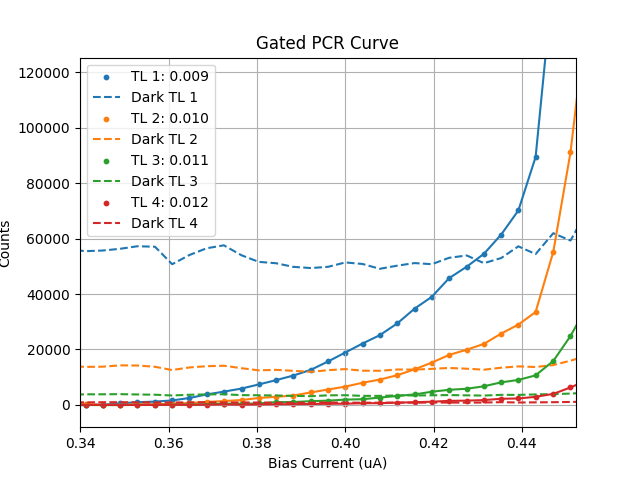 Gated PCR Curve
120000
100000
80000
60000
40000
20000
0
Counts
TL 1: 0.009
Dark TL 1
TL 2: 0.010
Dark TL 2
TL 3: 0.011
Dark TL 3
TL 4: 0.012
Dark TL 4
0.34 0.36 0.38 0.40 0.42 0.44
Bias Current (uA)